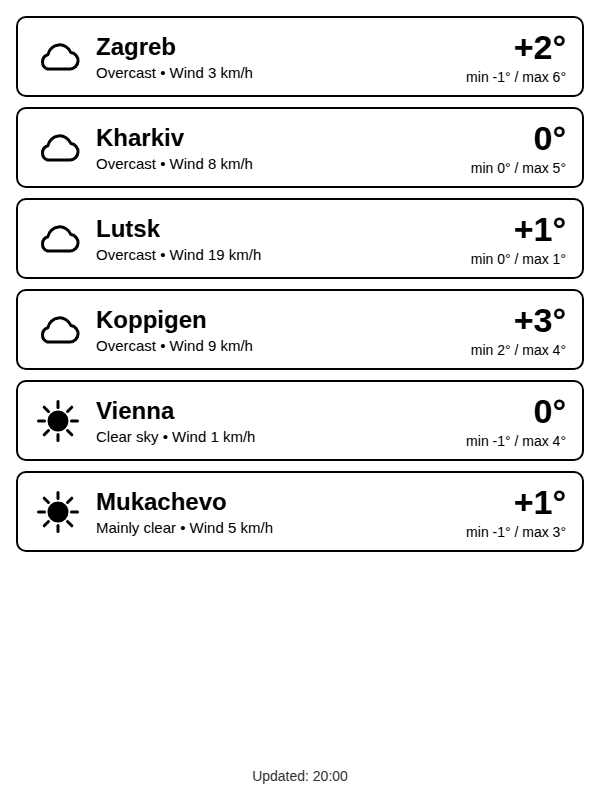 Zagreb
+2°
Overcast • Wind 3 km/h
min -1° / max 6°
Kharkiv
0°
Overcast • Wind 8 km/h
min 0° / max 5°
Lutsk
+1°
Overcast • Wind 19 km/h
min 0° / max 1°
Koppigen
+3°
Overcast • Wind 9 km/h
min 2° / max 4°
Vienna
0°
Clear sky • Wind 1 km/h
min -1° / max 4°
Mukachevo
+1°
Mainly clear • Wind 5 km/h
min -1° / max 3°
Updated: 20:00